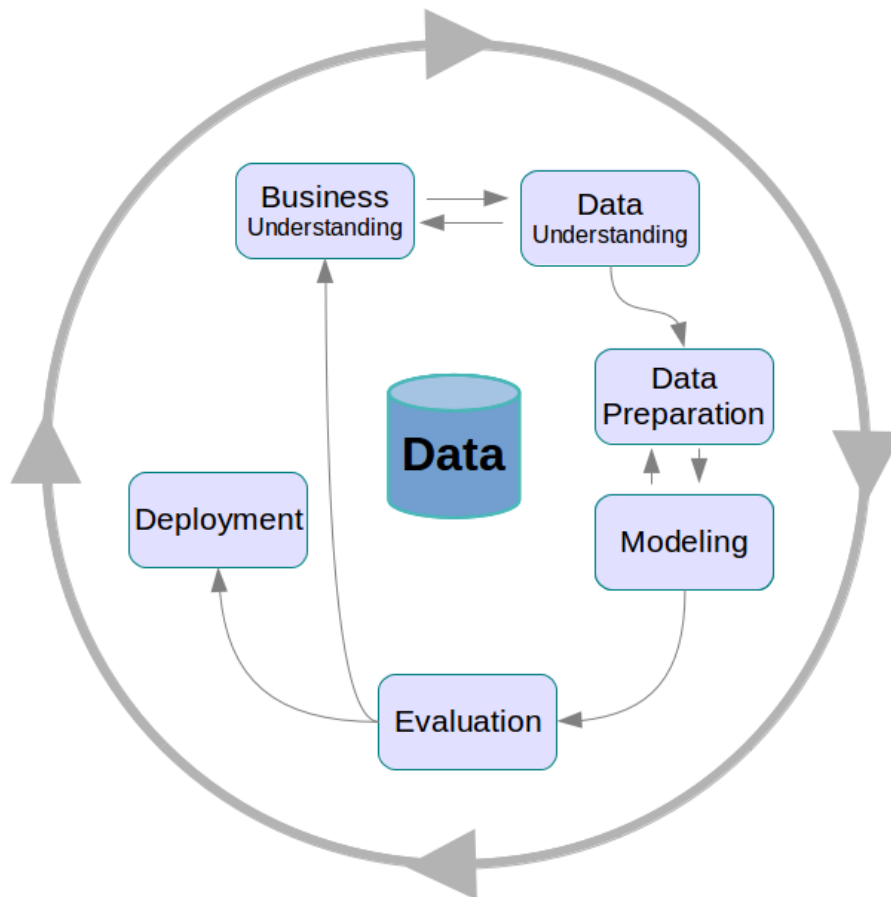 Business
Understanding
Data
Understanding
Data
Preparation
Data
Deployment
Modeling
Evaluation